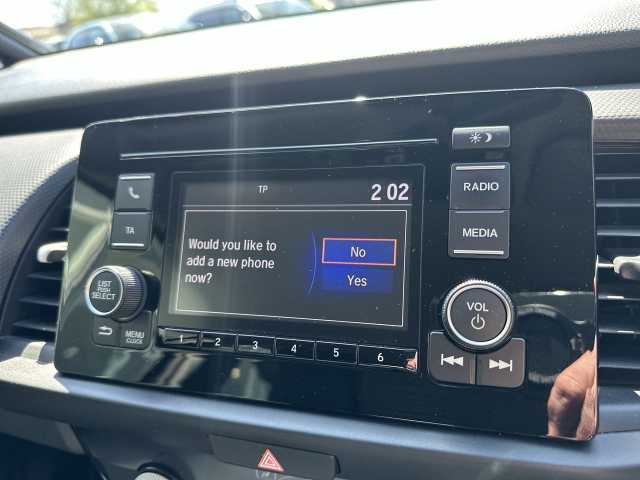 TP
2 02
Would you like to
add a new phone
now?
No
Yes
TA
LIST
PUSH
SELECT
MENU
/CLOCK
1
2
3
4
5
6
RADIO
MEDIA
VOL